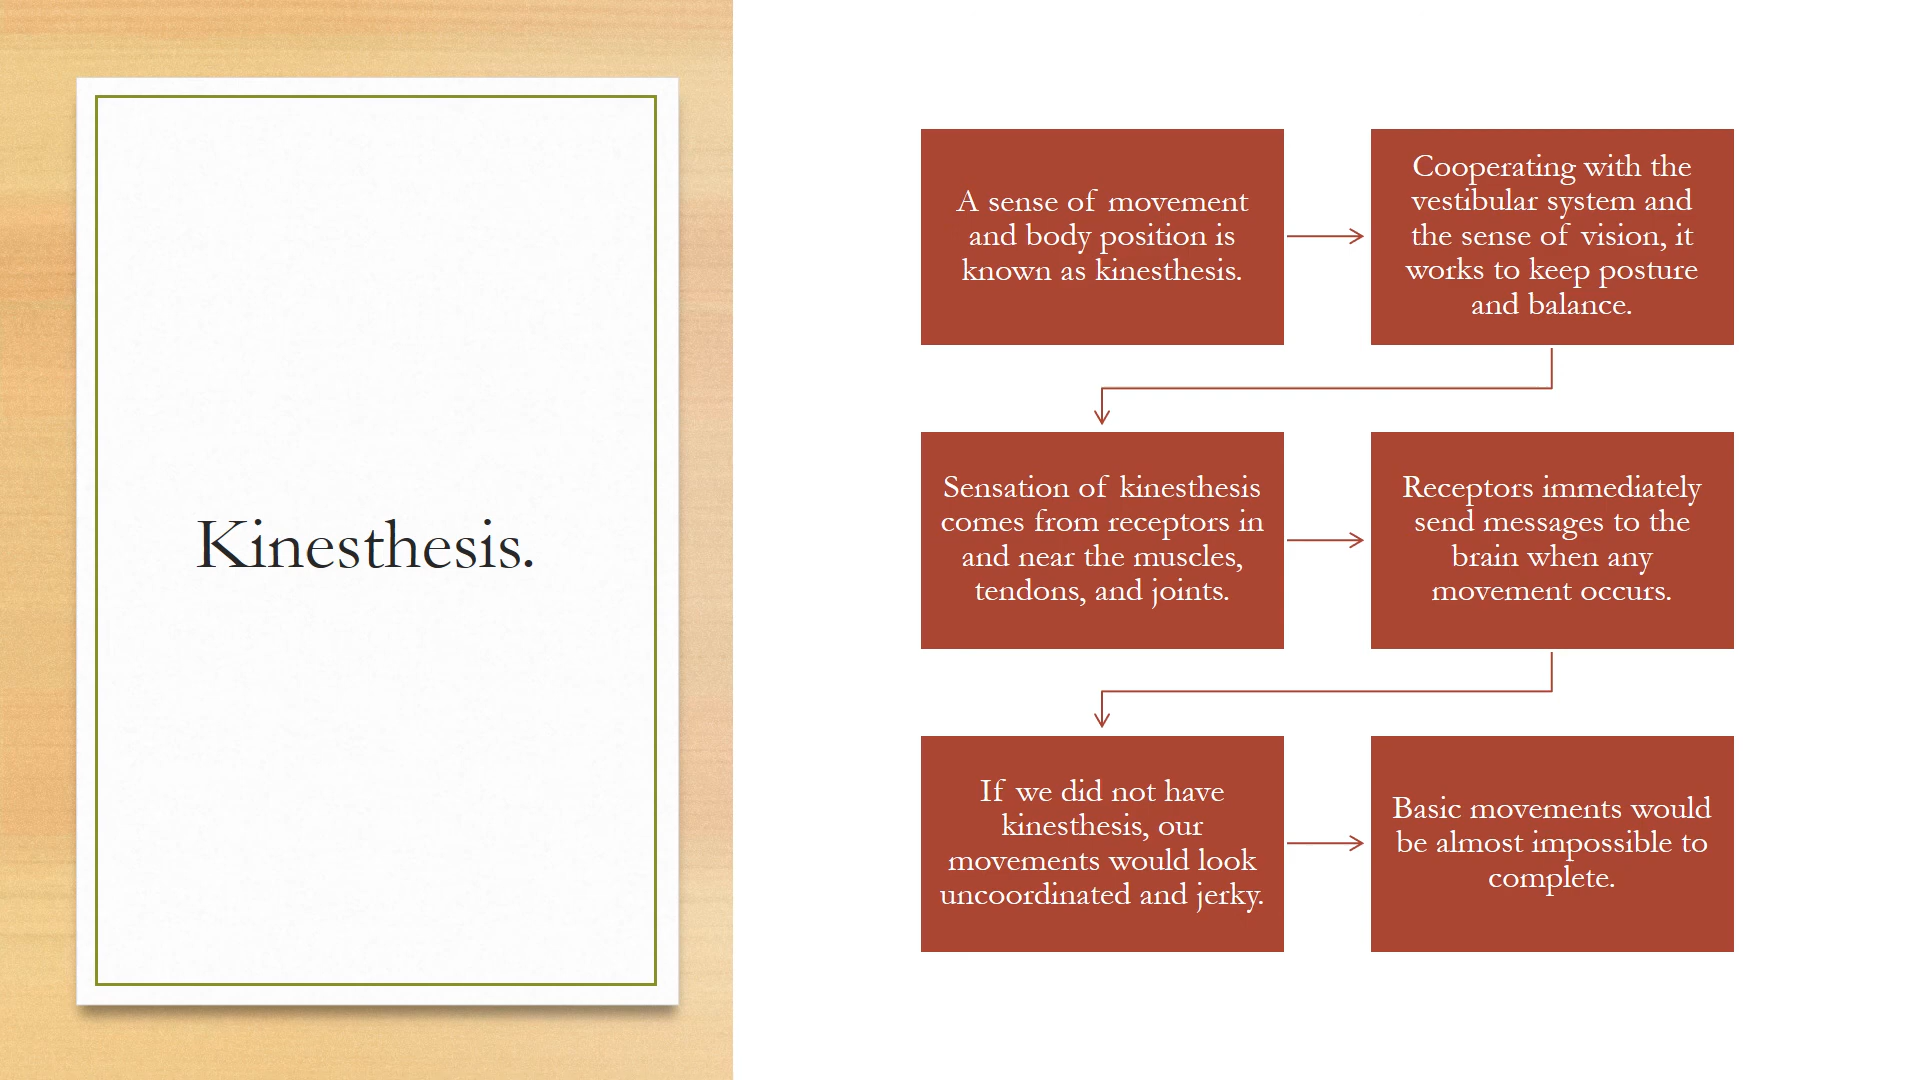 Kinesthesis.
A sense of movement
and body position is
known as kinesthesis.
Cooperating with the
vestibular system and
the sense of vision, it
works to keep posture
and balance.
Sensation of kinesthesis
comes from receptors in
and near the muscles,
tendons, and joints.
Receptors immediately
send messages to the
brain when any
movement occurs.
If we did not have
kinesthesis, our
movements would look
uncoordinated and jerky.
Basic movements would
be almost impossible to
complete.